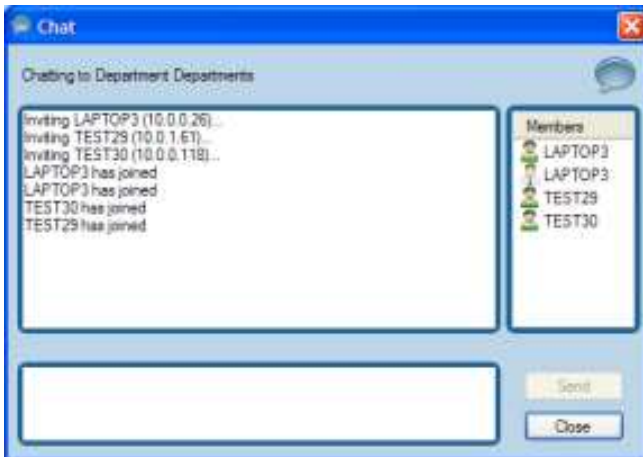 Chat
Chatting to Department Departments
Inviting LAPTOP3 (10.0.0.26)...
Inviting TEST29 (10.0.1.61)...
Inviting TEST30 (10.0.0.118)...
LAPTOP3 has joined
LAPTOP3 has joined
TEST30 has joined
TEST29 has joined
Members
LAPTOP3
LAPTOP3
TEST29
TEST30
Send
Close